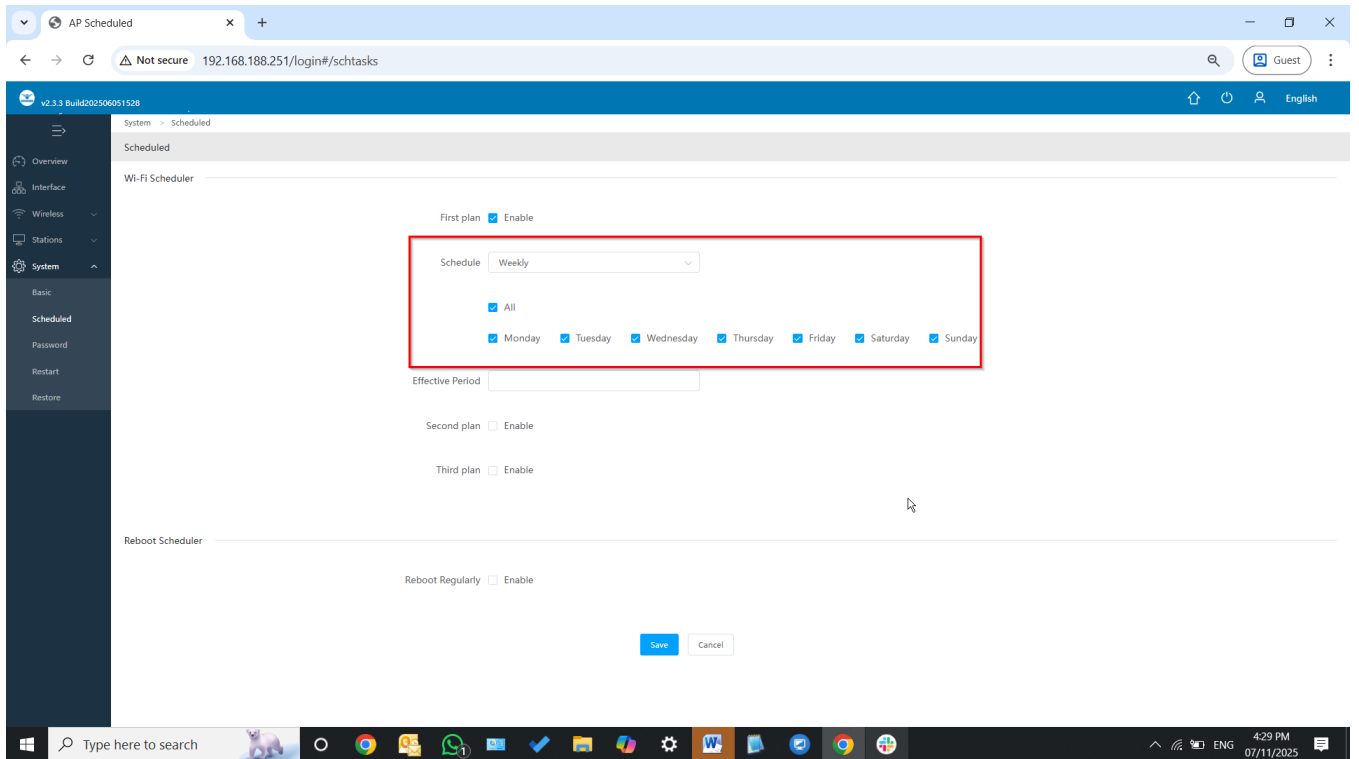 AP Scheduled
Not secure 192.168.188.251/login#/schtasks
Guest
v2.3.3 Build202506051528
English
System > Scheduled
Scheduled
Overview
Interface
Wireless
Stations
System
Basic
Scheduled
Password
Restart
Restore
Wi-Fi Scheduler
First plan Enable
Schedule Weekly
All
Monday Tuesday Wednesday Thursday Friday Saturday Sunday
Effective Period
Second plan Enable
Third plan Enable
Reboot Scheduler
Reboot Regularly Enable
Save Cancel
Type here to search
1
W
ENG
4:29 PM
07/11/2025